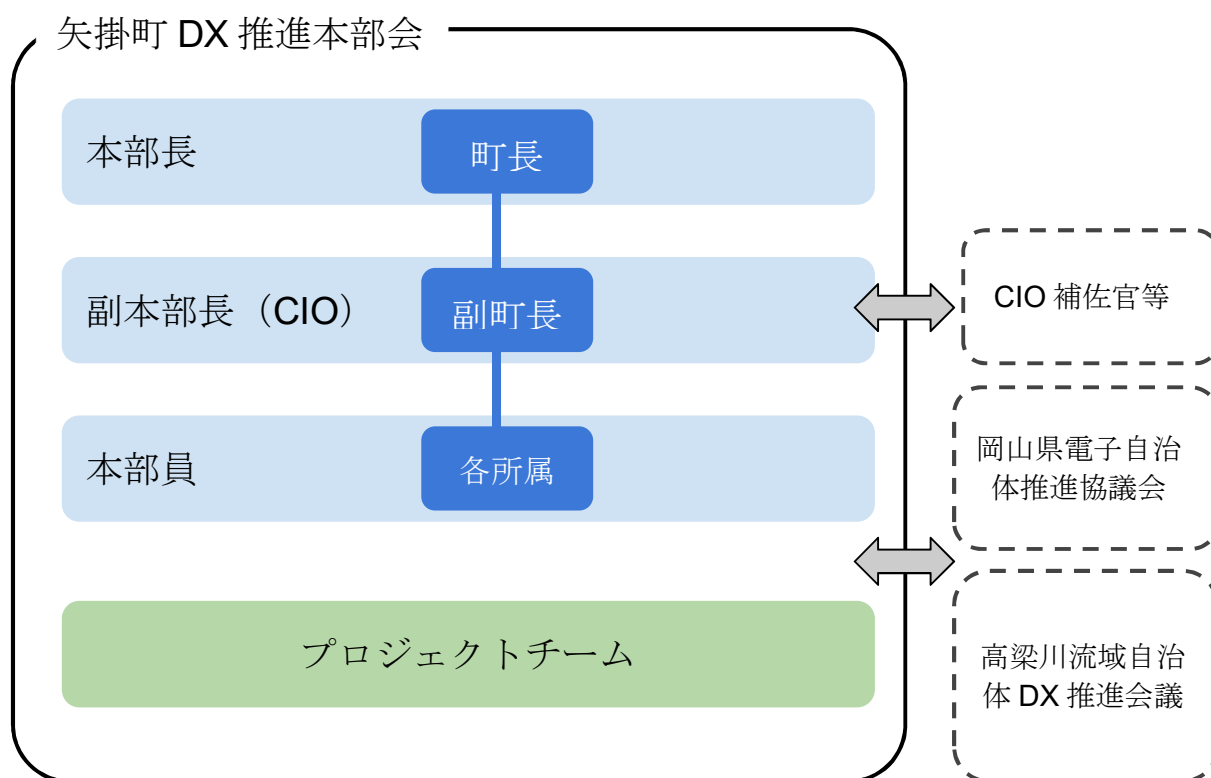 矢掛町 DX 推進本部会
本部長
町長
副本部長（CIO）
副町長
本部員
各所属
プロジェクトチーム
CIO 補佐官等
岡山県電子自治
体推進協議会
高梁川流域自治
体 DX 推進会議